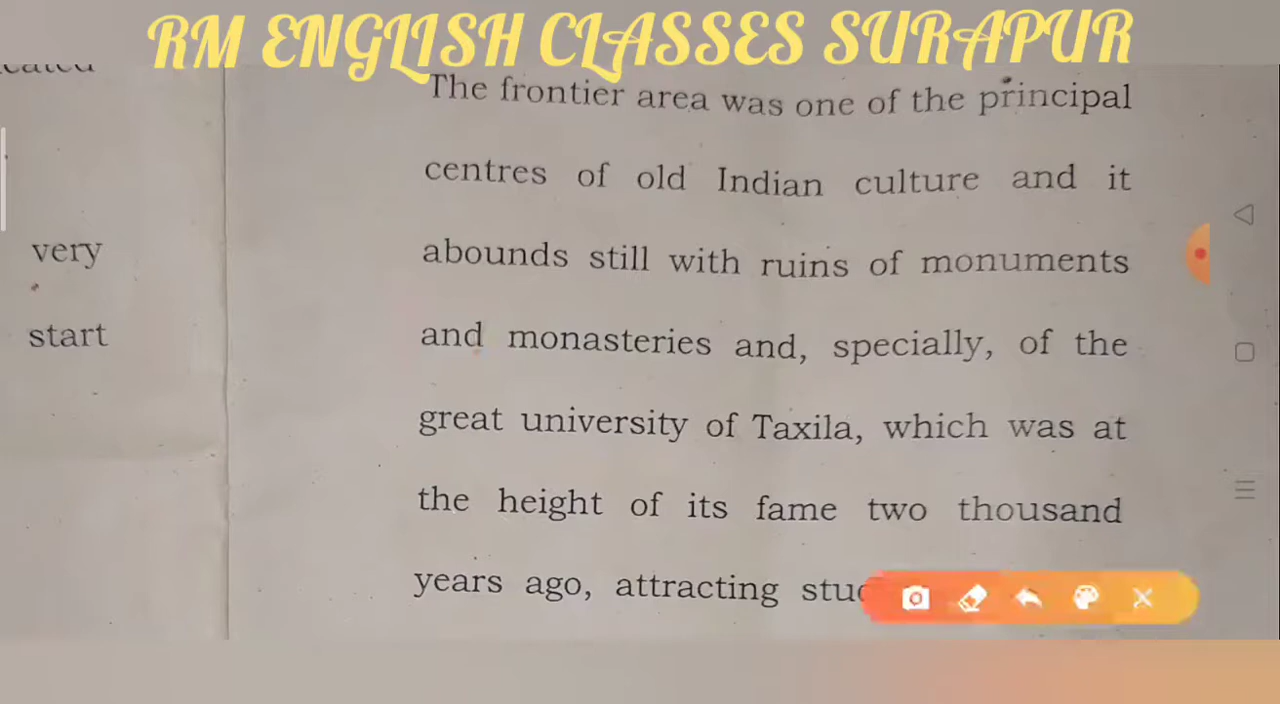 RM ENGLISH CLASSES SURAPUR
The frontier area was one of the principal
centres of old Indian culture and it
very
abounds still with ruins of monuments
start
and monasteries and, specially, of the
great university of Taxila, which was at
the height of its fame two thousand
years ago, attracting